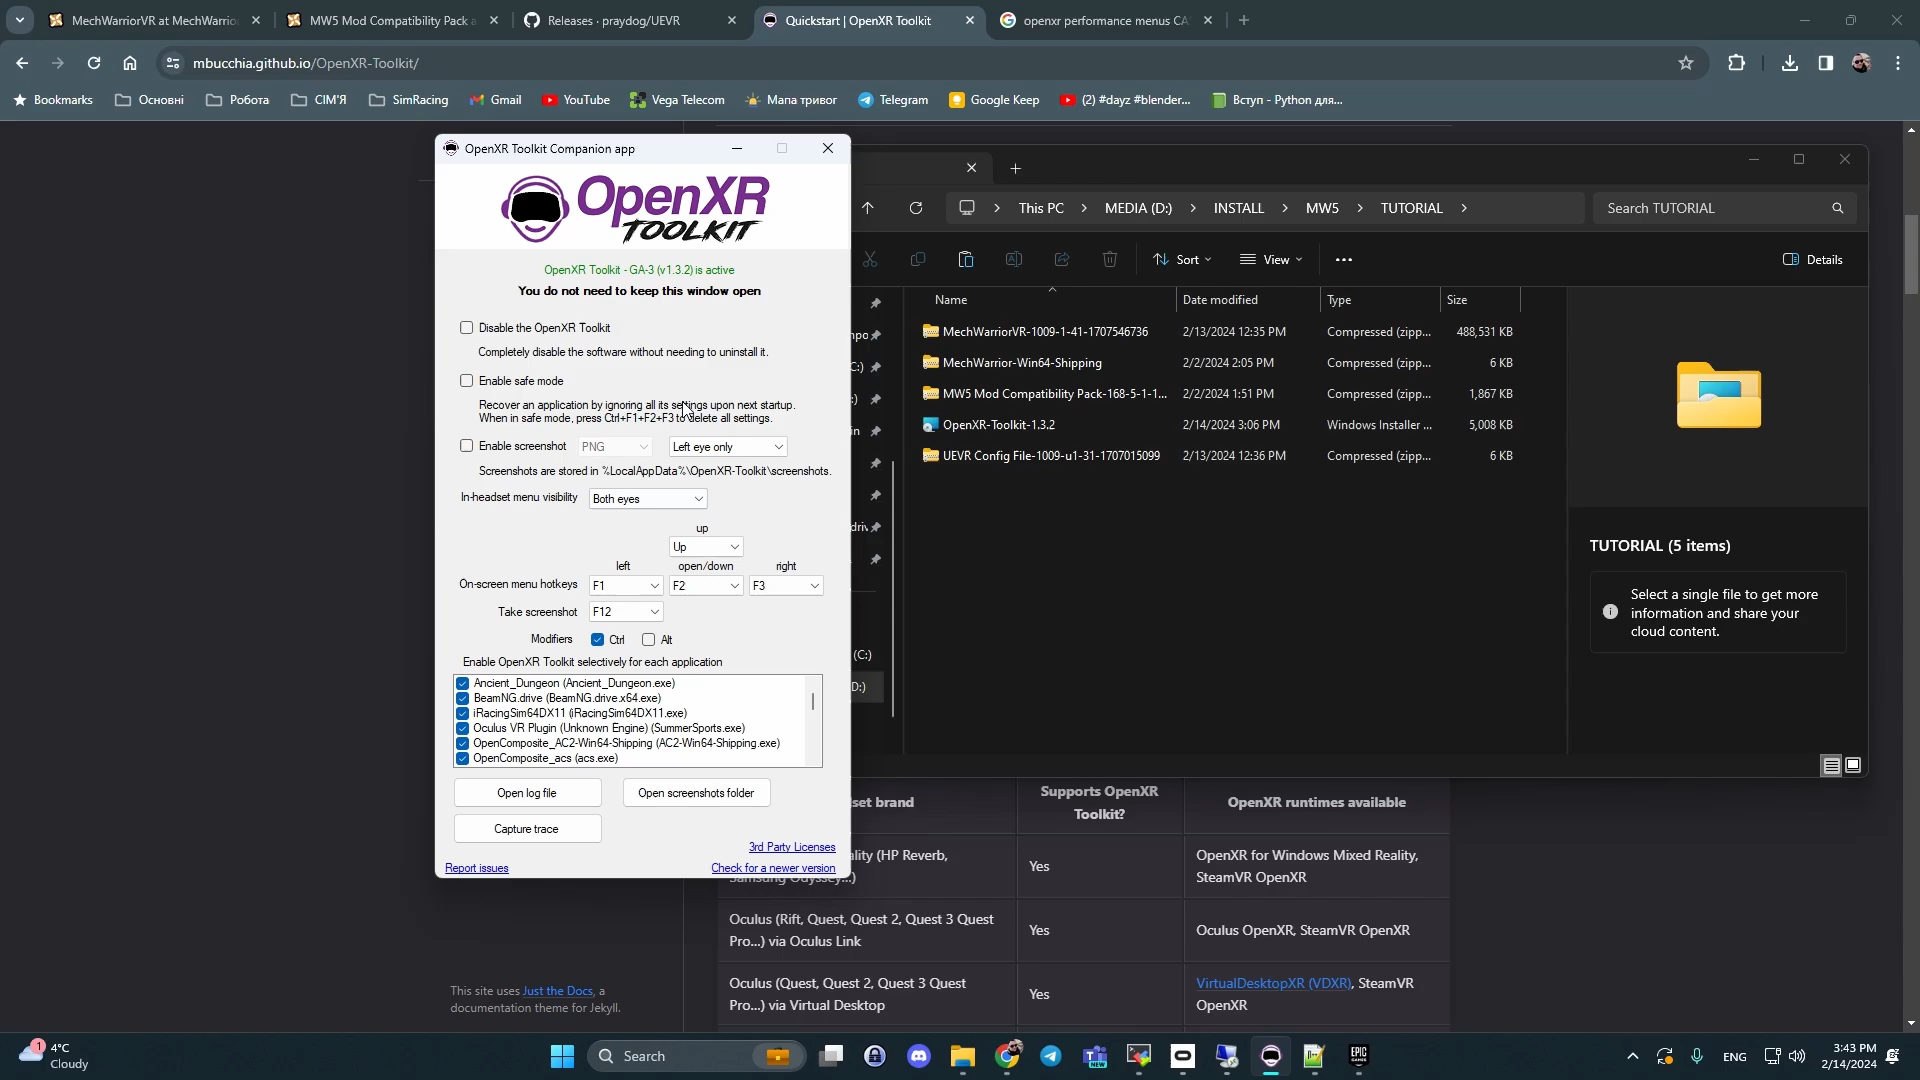 MechWarriorVR at MechWarrio
MW5 Mod Compatibility Pack a
Releases · praydog/UEVR
Quickstart | OpenXR Toolkit
openxr performance menus CA
mbucchia.github.io/OpenXR-Toolkit/
Bookmarks
Основні
Робота
СІМ'Я
SimRacing
Gmail
YouTube
Vega Telecom
Мапа тривог
Telegram
Google Keep
(2) #dayz #blender...
Вступ - Python для...
OpenXR Toolkit Companion app
OpenXR
TOOLKIT
OpenXR Toolkit - GA-3 (v1.3.2) is active
You do not need to keep this window open
Disable the OpenXR Toolkit
Completely disable the software without needing to uninstall it.
Enable safe mode
Recover an application by ignoring all its settings upon next startup.
When in safe mode, press Ctrl+F1+F2+F3 to delete all settings.
Enable screenshot PNG Left eye only
Screenshots are stored in %LocalAppData%\OpenXR-Toolkit\screenshots.
In-headset menu visibility Both eyes
up
Up
left open/down right
On-screen menu hotkeys F1 F2 F3
Take screenshot F12
Modifiers Ctrl Alt
Enable OpenXR Toolkit selectively for each application
Ancient_Dungeon (Ancient_Dungeon.exe)
BeamNG.drive (BeamNG.drive.x64.exe)
iRacingSim64DX11 (iRacingSim64DX11.exe)
Oculus VR Plugin (Unknown Engine) (SummerSports.exe)
OpenComposite_AC2-Win64-Shipping (AC2-Win64-Shipping.exe)
OpenComposite_acs (acs.exe)
Open log file
Open screenshots folder
Capture trace
3rd Party Licenses
Report issues
Check for a newer version
This PC > MEDIA (D:) > INSTALL > MW5 > TUTORIAL >
Search TUTORIAL
Sort
View
Details
Name Date modified Type Size
MechWarriorVR-1009-1-41-1707546736 2/13/2024 12:35 PM Compressed (zipp... 488,531 KB
MechWarrior-Win64-Shipping 2/2/2024 2:05 PM Compressed (zipp... 6 KB
MW5 Mod Compatibility Pack-168-5-1-1... 2/2/2024 1:51 PM Compressed (zipp... 1,867 KB
OpenXR-Toolkit-1.3.2 2/14/2024 3:06 PM Windows Installer ... 5,008 KB
UEVR Config File-1009-u1-31-1707015099 2/13/2024 12:36 PM Compressed (zipp... 6 KB
(C:)
D:)
TUTORIAL (5 items)
Select a single file to get more
information and share your
cloud content.
set brand
Supports OpenXR
Toolkit?
OpenXR runtimes available
ality (HP Reverb,
Yes
OpenXR for Windows Mixed Reality,
SteamVR OpenXR
Oculus (Rift, Quest, Quest 2, Quest 3 Quest
Pro...) via Oculus Link
Yes
Oculus OpenXR, SteamVR OpenXR
Oculus (Quest, Quest 2, Quest 3 Quest
Pro...) via Virtual Desktop
Yes
VirtualDesktopXR (VDXR), SteamVR
OpenXR
This site uses Just the Docs, a
documentation theme for Jekyll.
1
4°C
Cloudy
Search
NEW
EPIC
ENG
3:43 PM
2/14/2024